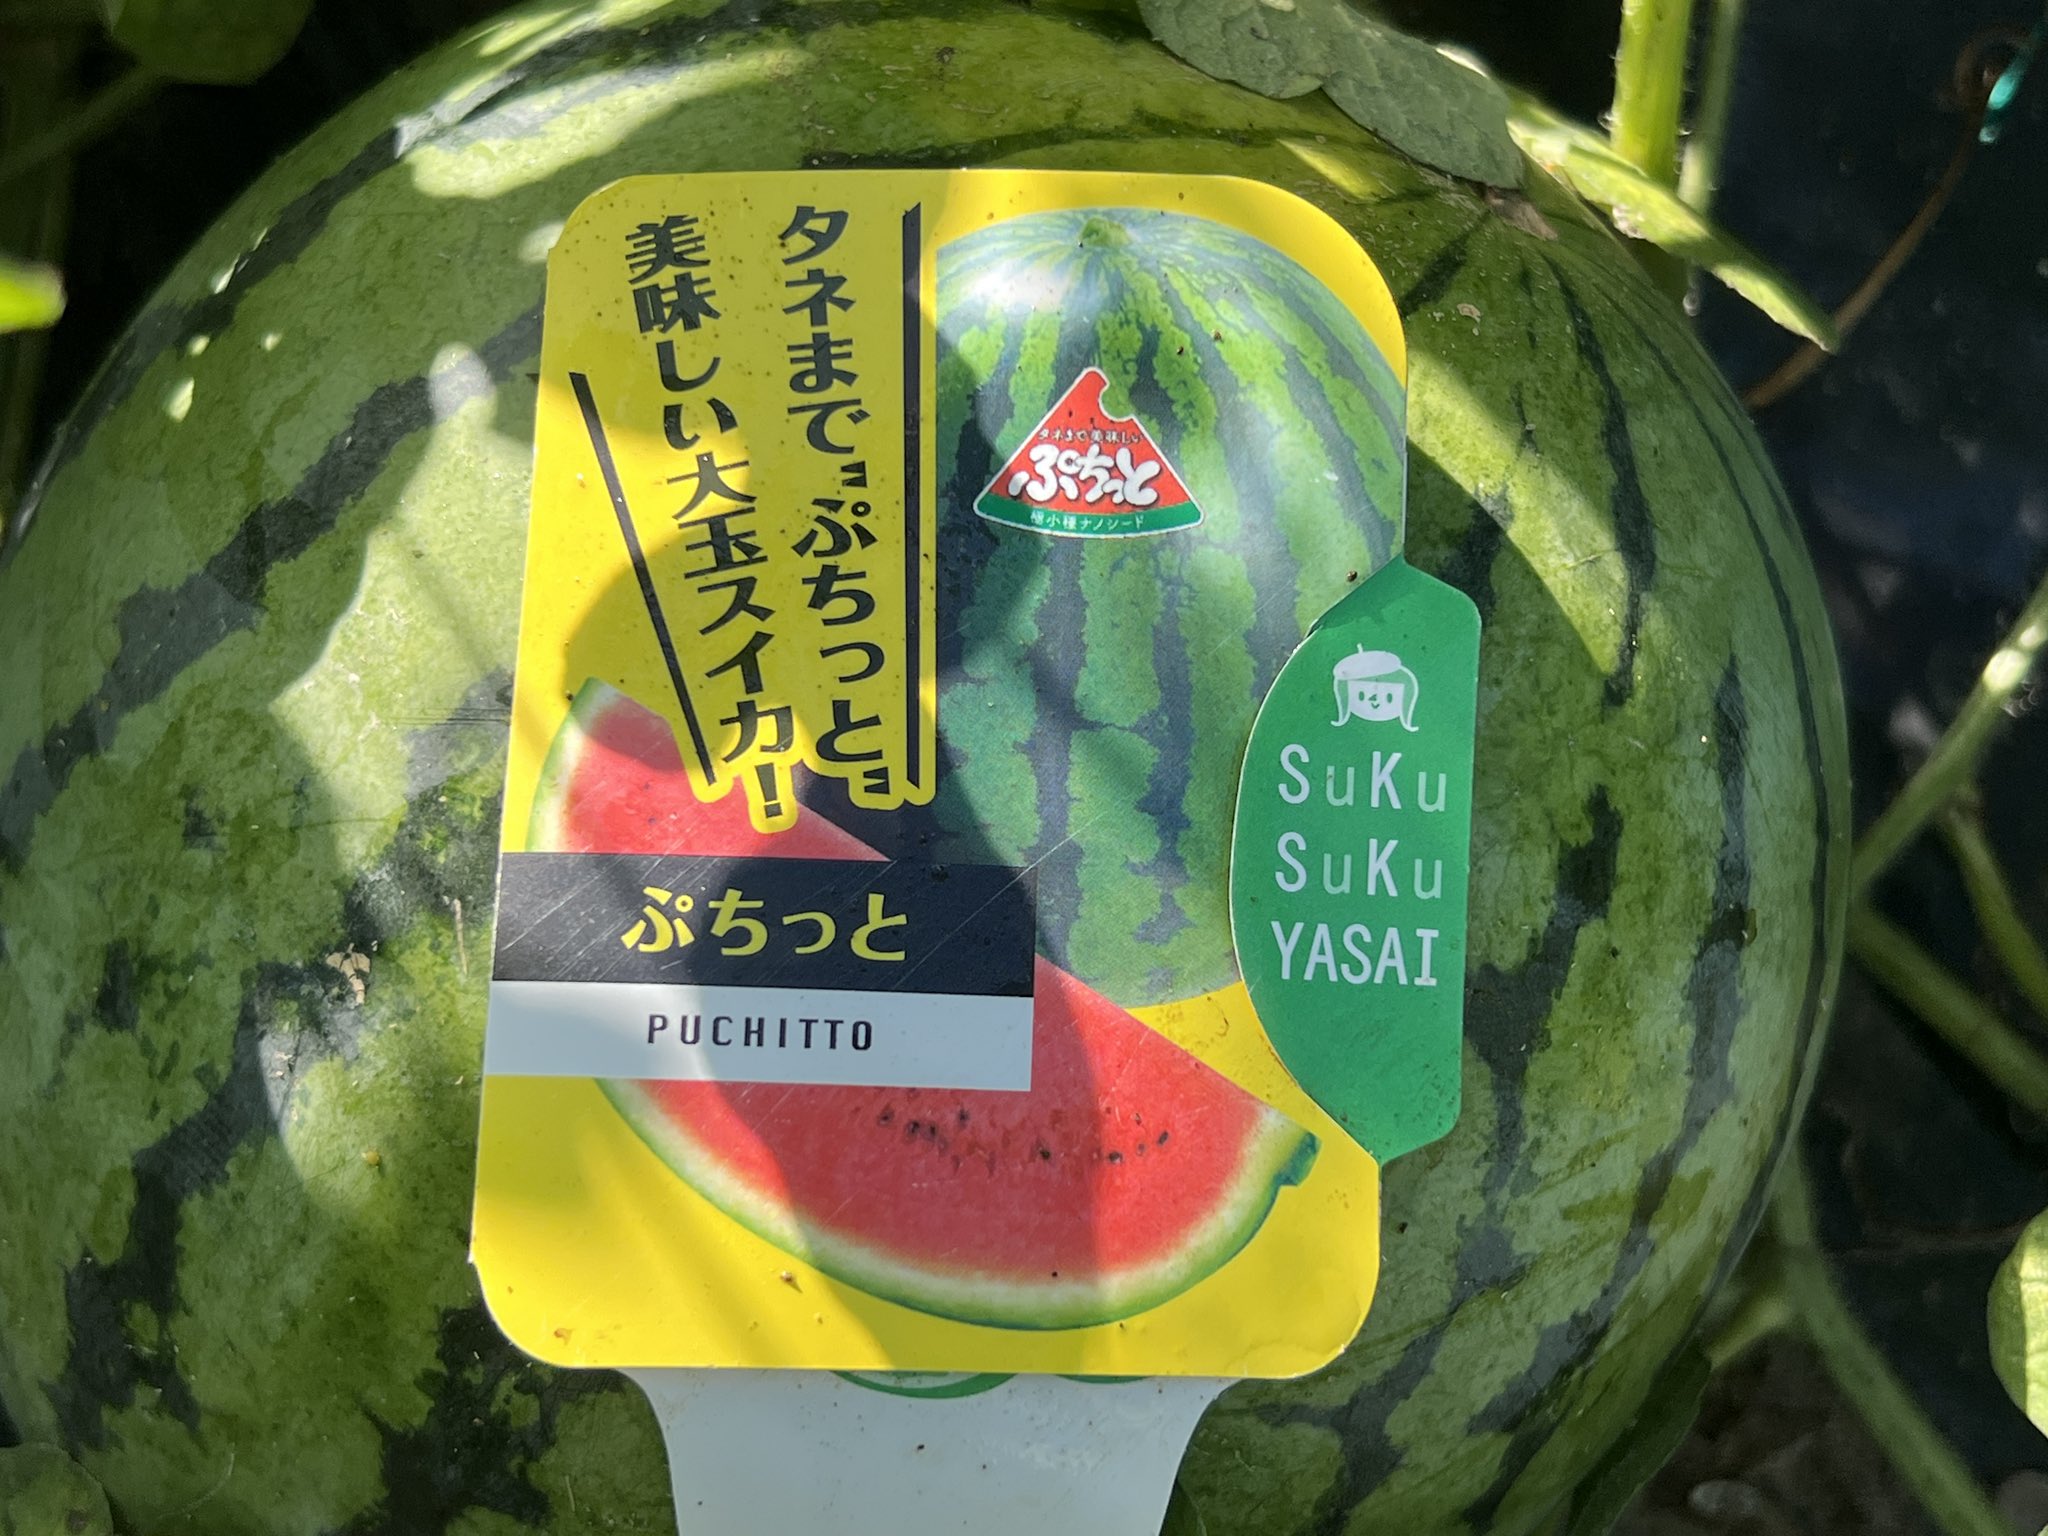 タネまで"ぷちっと"
美味しい大玉スイカ!
タネまで美味しい
ぷちっと
極小種ナノシード
SuKu
SuKu
YASAI
ぷちっと
PUCHITTO